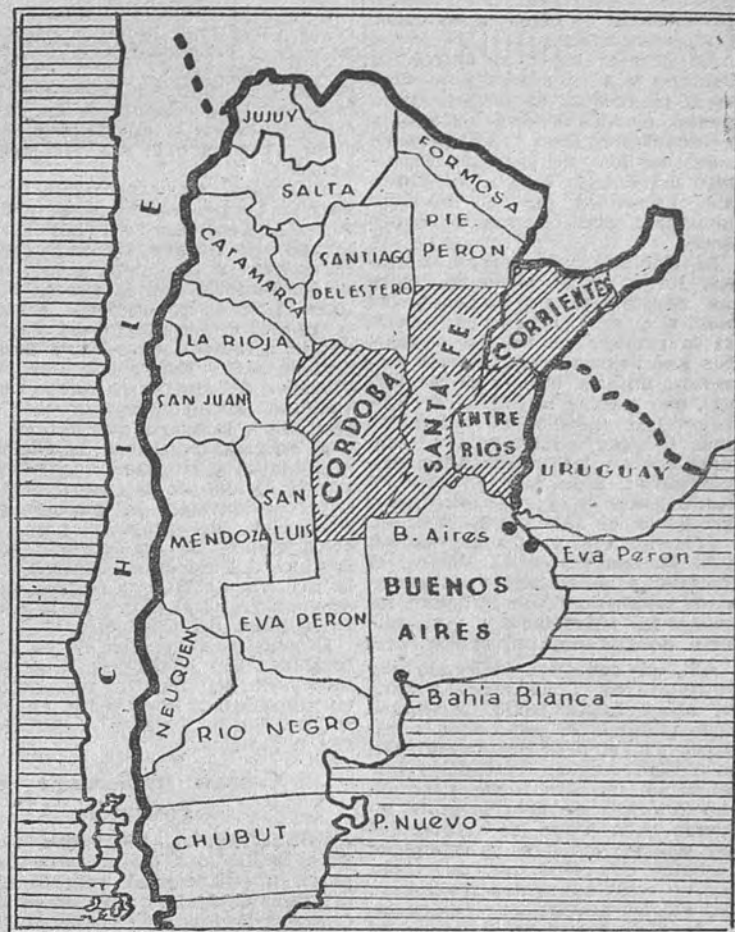 JUJUY
SALTA
FORMOSA
PTE.
PERON
CATAMARCA
SANTIAGO
DEL ESTERO
CORRIENTES
LA RIOJA
SANTA FE
CORDOBA
SAN JUAN
ENTRE
RIOS
URUGUAY
CHILE
MENDOZA
SAN
LUIS
B. Aires
Eva Peron
BUENOS
AIRES
EVA PERON
NEUQUEN
Bahia Blanca
RIO NEGRO
P. Nuevo
CHUBUT